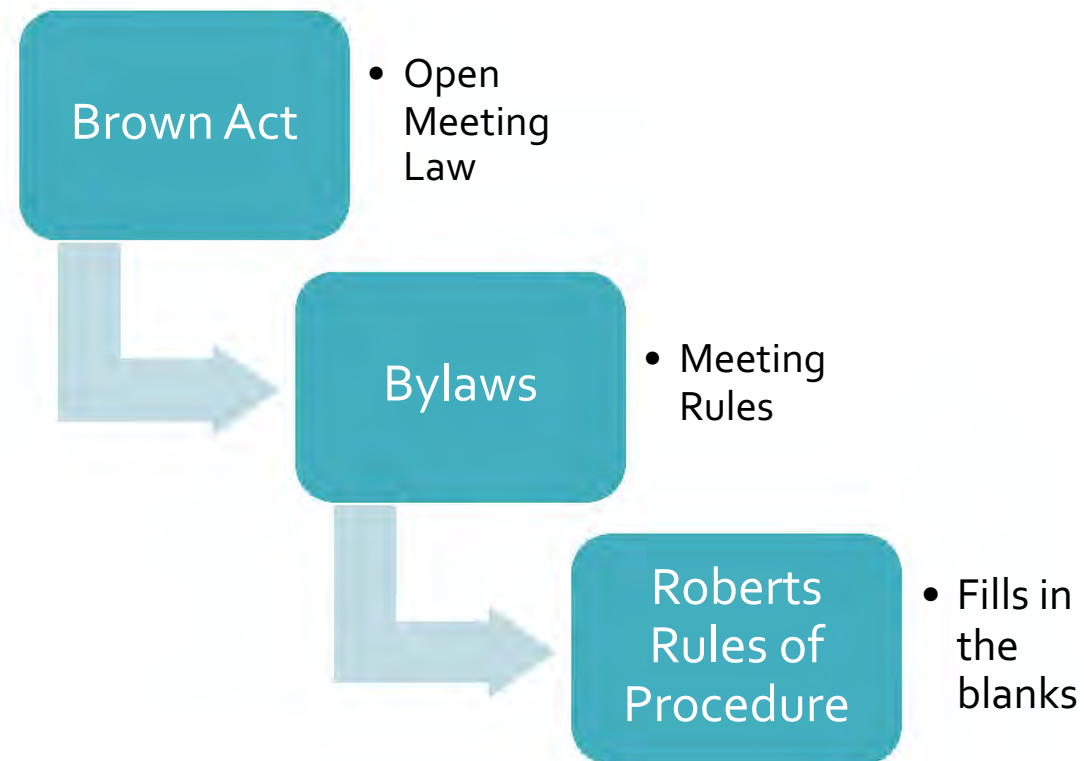 Brown Act
• Open
Meeting
Law
Bylaws
• Meeting
Rules
Roberts
Rules of
Procedure
• Fills in
the
blanks